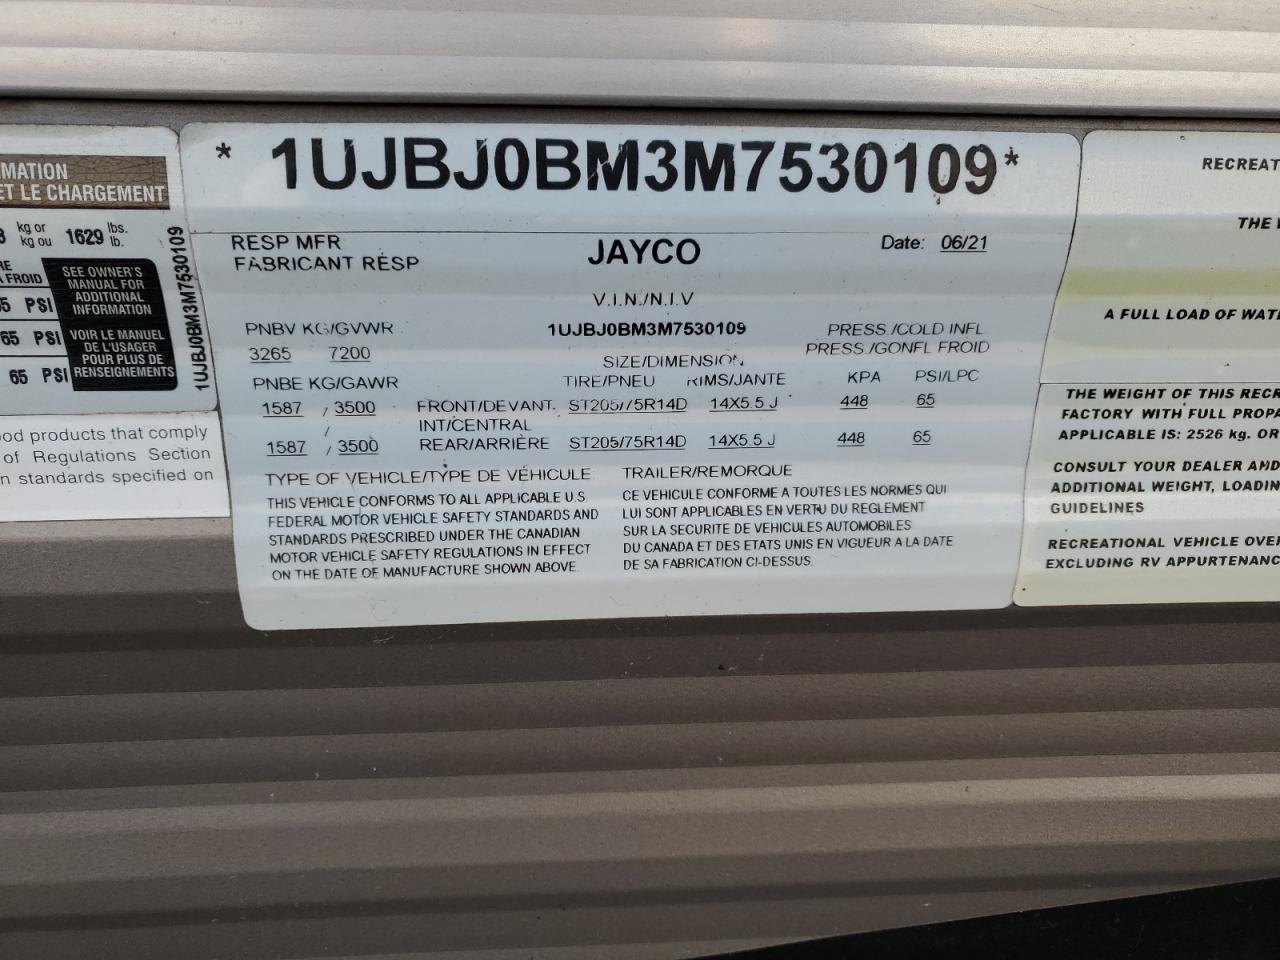 * 1UJBJ0BM3M7530109*
RESP MFR
FABRICANT RESP
JAYCO
Date: 06/21
V.I.N./N.I.V
1UJBJ0BM3M7530109
PNBV KG/GVWR
3265 7200
PRESS./COLD INFL
PRESS./GONFL FROID
SIZE/DIMENSION
PNBE KG/GAWR TIRE/PNEU RIMS/JANTE KPA PSI/LPC
1587 / 3500 FRONT/DEVANT. ST205/75R14D 14X5.5 J 448 65
/ INT/CENTRAL
1587 / 3500 REAR/ARRIÈRE ST205/75R14D 14X5.5 J 448 65
TYPE OF VEHICLE/TYPE DE VÉHICULE TRAILER/REMORQUE
THIS VEHICLE CONFORMS TO ALL APPLICABLE U.S
FEDERAL MOTOR VEHICLE SAFETY STANDARDS AND
STANDARDS PRESCRIBED UNDER THE CANADIAN
MOTOR VEHICLE SAFETY REGULATIONS IN EFFECT
ON THE DATE OF MANUFACTURE SHOWN ABOVE.
CE VEHICULE CONFORME A TOUTES LES NORMES QUI
LUI SONT APPLICABLES EN VERTU DU REGLEMENT
SUR LA SECURITE DE VEHICULES AUTOMOBILES
DU CANADA ET DES ETATS UNIS EN VIGUEUR A LA DATE
DE SA FABRICATION CI-DESSUS.
MATION
ET LE CHARGEMENT
kg or
kg ou
1629 lbs.
lb.
A FROID
5 PSI
65 PSI
65 PSI
SEE OWNER'S
MANUAL FOR
ADDITIONAL
INFORMATION
VOIR LE MANUEL
DE L'USAGER
POUR PLUS DE
RENSEIGNEMENTS
1UJBJ0BM3M7530109
ood products that comply
of Regulations Section
n standards specified on
RECREAT
THE
A FULL LOAD OF WAT
THE WEIGHT OF THIS RECR
FACTORY WITH FULL PROPA
APPLICABLE IS: 2526 kg. OR
CONSULT YOUR DEALER AND
ADDITIONAL WEIGHT, LOADIN
GUIDELINES
RECREATIONAL VEHICLE OVER
EXCLUDING RV APPURTENANC